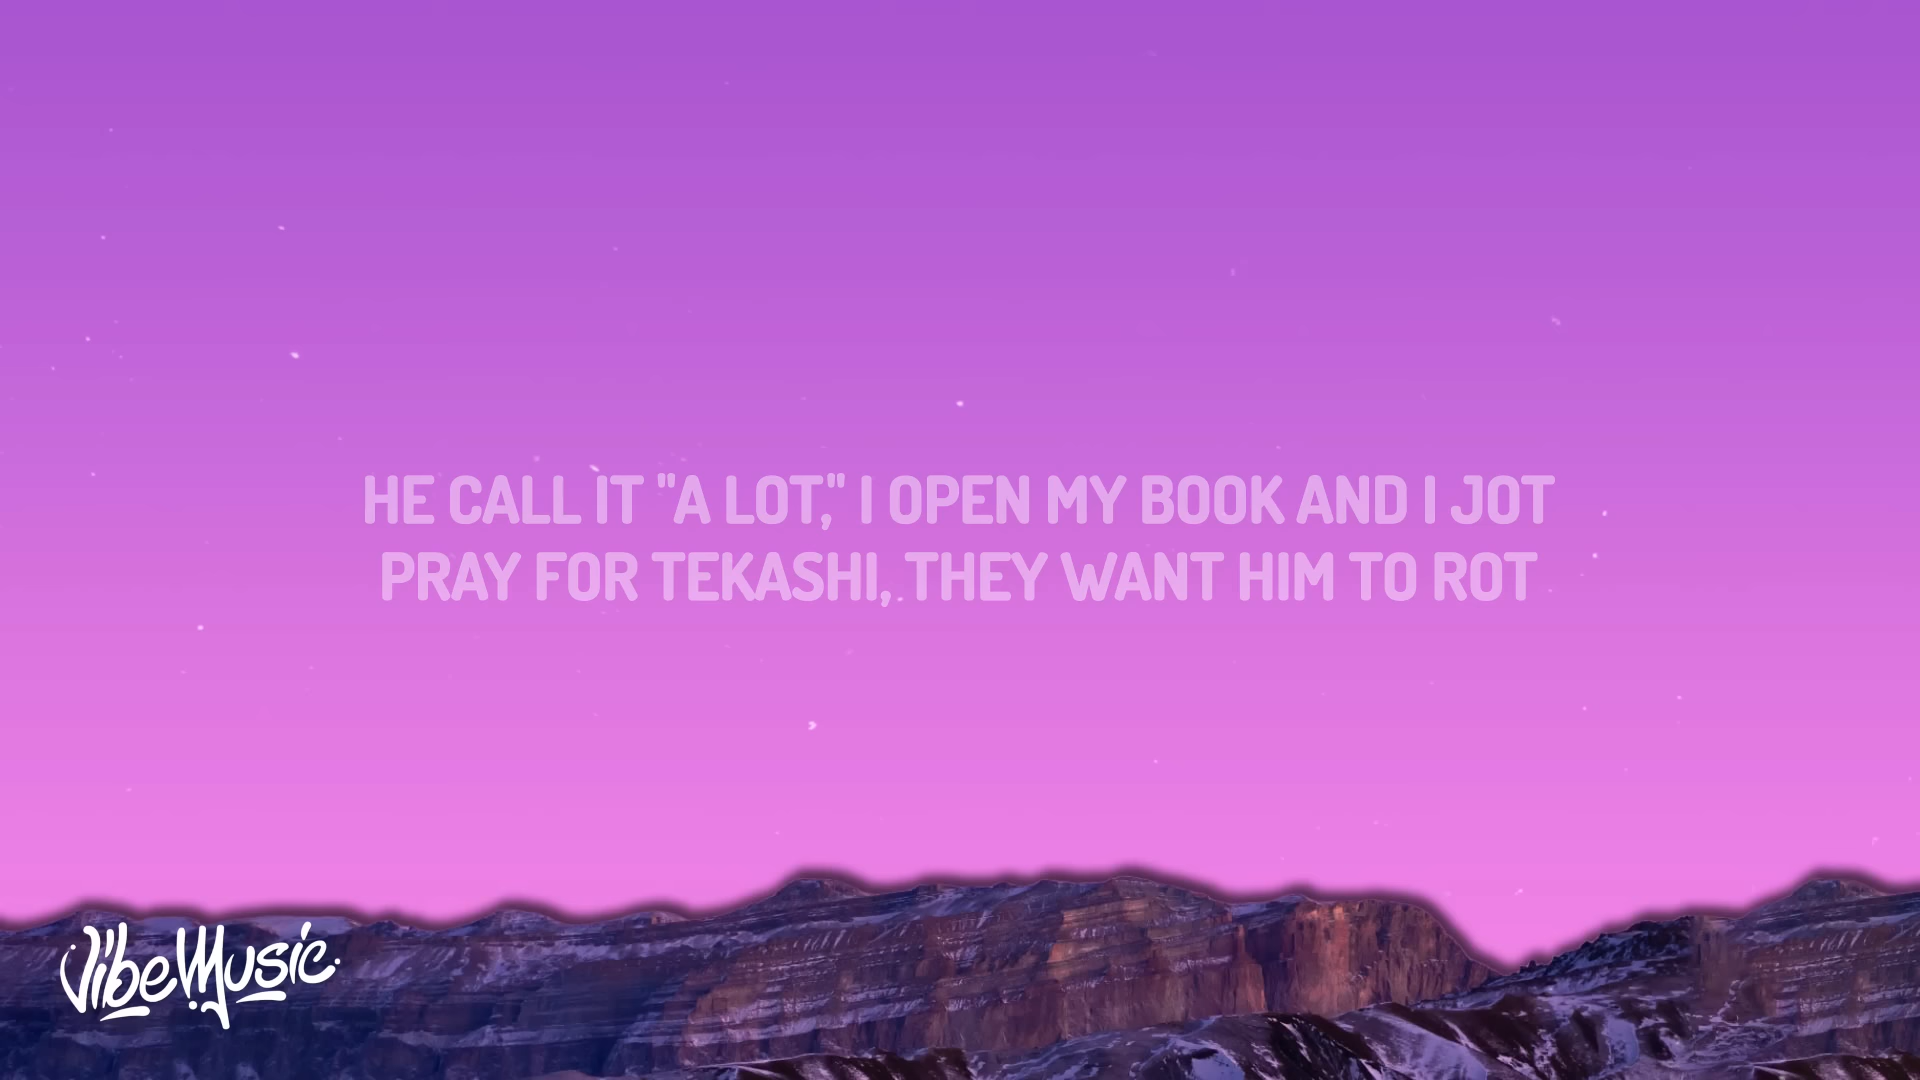 HE CALL IT "A LOT," I OPEN MY BOOK AND I JOT
PRAY FOR TEKASHI, THEY WANT HIM TO ROT
VibeMusic